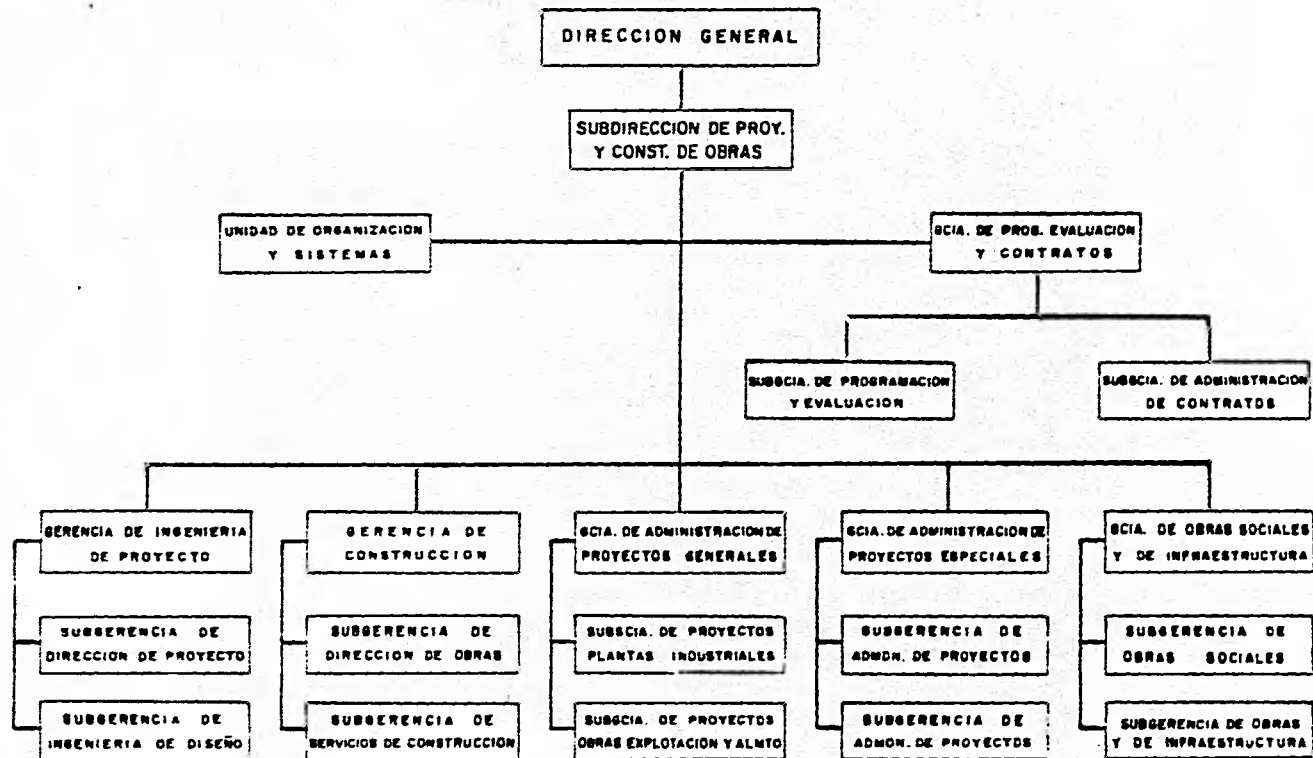 DIRECCION GENERAL
SUBDIRECCION DE PROY.
Y CONST. DE OBRAS
UNIDAD DE ORGANIZACION
Y SISTEMAS
GCIA. DE PROG. EVALUACION
Y CONTRATOS
SUBGCIA. DE PROGRAMACION
Y EVALUACION
SUBGCIA. DE ADMINISTRACION
DE CONTRATOS
GERENCIA DE INGENIERIA
DE PROYECTO
GERENCIA DE
CONSTRUCCION
GCIA. DE ADMINISTRACION DE
PROYECTOS GENERALES
GCIA. DE ADMINISTRACION DE
PROYECTOS ESPECIALES
GCIA. DE OBRAS SOCIALES
Y DE INFRAESTRUCTURA
SUBGERENCIA DE
DIRECCION DE PROYECTO
SUBGERENCIA DE
DIRECCION DE OBRAS
SUBGCIA. DE PROYECTOS
PLANTAS INDUSTRIALES
SUBGERENCIA DE
ADMON. DE PROYECTOS
SUBGERENCIA DE
OBRAS SOCIALES
SUBGERENCIA DE
INGENIERIA DE DISEÑO
SUBGERENCIA DE
SERVICIOS DE CONSTRUCCION
SUBGCIA. DE PROYECTOS
OBRAS EXPLOTACION Y ALMTO
SUBGERENCIA DE
ADMON. DE PROYECTOS
SUBGERENCIA DE OBRAS
Y DE INFRAESTRUCTURA